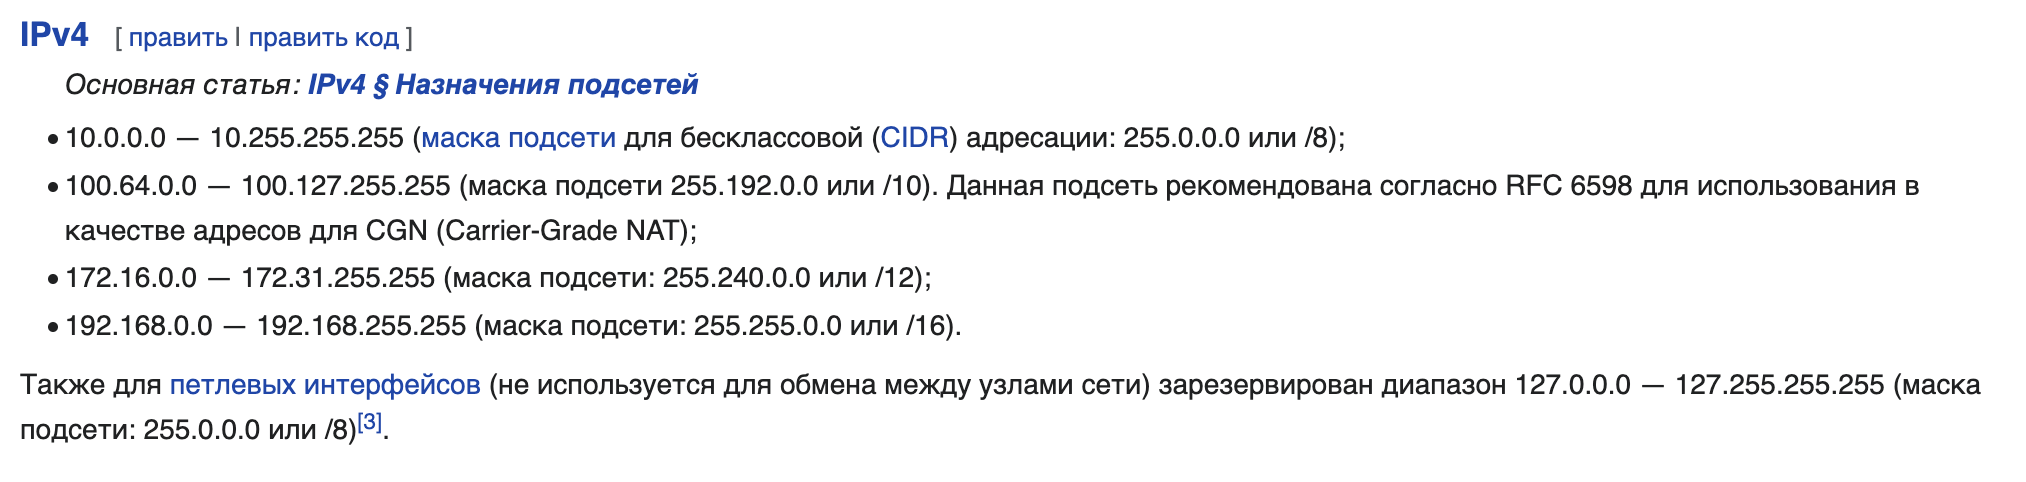 IPv4 [ править | править код ]
Основная статья: IPv4 § Назначения подсетей
• 10.0.0.0 — 10.255.255.255 (маска подсети для бесклассовой (CIDR) адресации: 255.0.0.0 или /8);
• 100.64.0.0 — 100.127.255.255 (маска подсети 255.192.0.0 или /10). Данная подсеть рекомендована согласно RFC 6598 для использования в
качестве адресов для CGN (Carrier-Grade NAT);
• 172.16.0.0 — 172.31.255.255 (маска подсети: 255.240.0.0 или /12);
• 192.168.0.0 — 192.168.255.255 (маска подсети: 255.255.0.0 или /16).
Также для петлевых интерфейсов (не используется для обмена между узлами сети) зарезервирован диапазон 127.0.0.0 — 127.255.255.255 (маска
подсети: 255.0.0.0 или /8)[3].